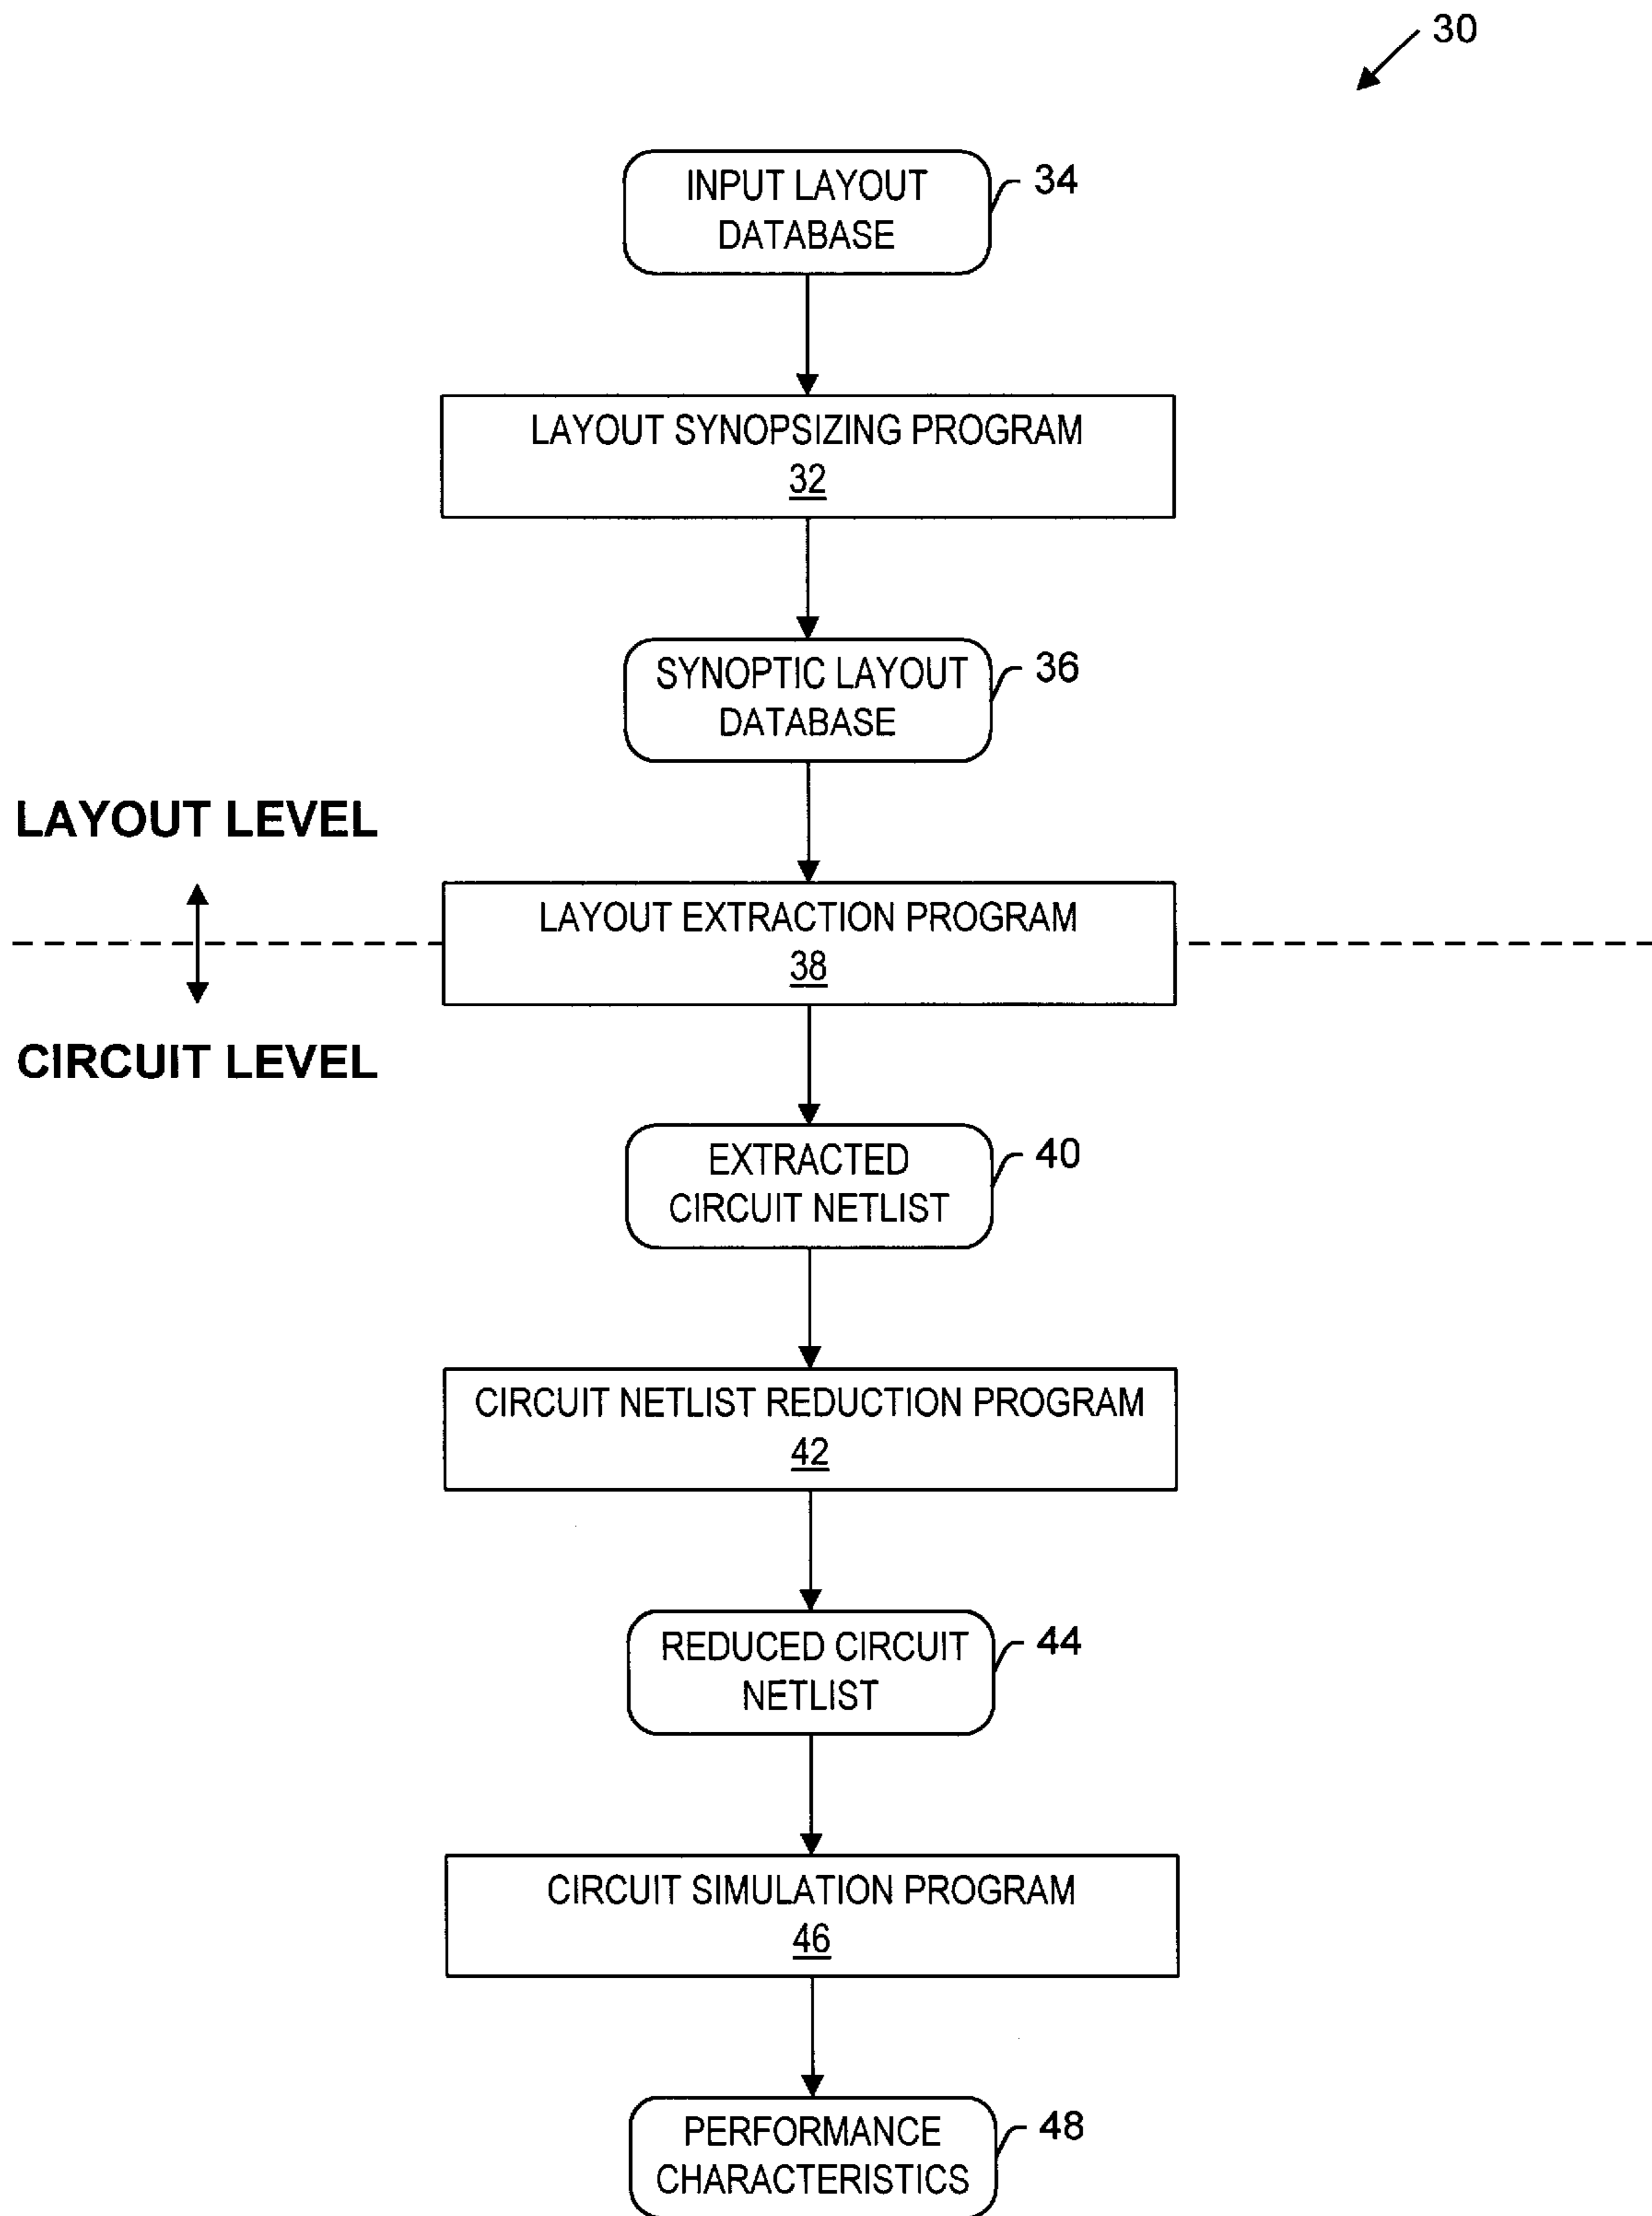 30
INPUT LAYOUT
DATABASE
34
LAYOUT SYNOPSIZING PROGRAM
32
SYNOPTIC LAYOUT
DATABASE
36
LAYOUT LEVEL
LAYOUT EXTRACTION PROGRAM
38
CIRCUIT LEVEL
EXTRACTED
CIRCUIT NETLIST
40
CIRCUIT NETLIST REDUCTION PROGRAM
42
REDUCED CIRCUIT
NETLIST
44
CIRCUIT SIMULATION PROGRAM
46
PERFORMANCE
CHARACTERISTICS
48